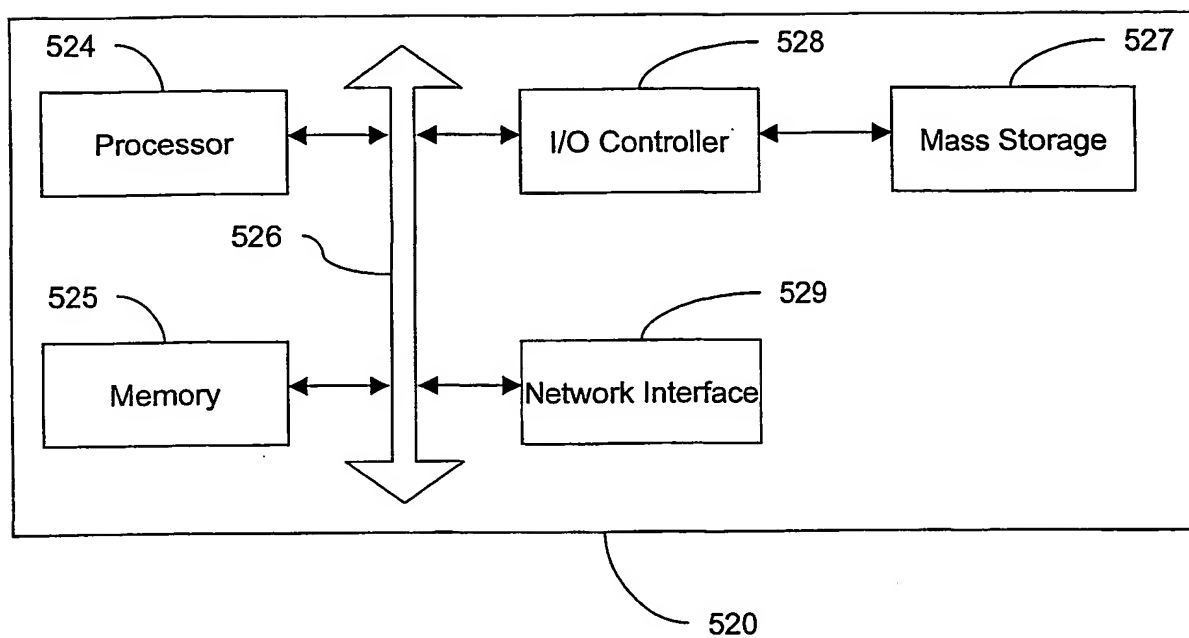 524
528
527
Processor
I/O Controller
Mass Storage
526
525
529
Memory
Network Interface
520